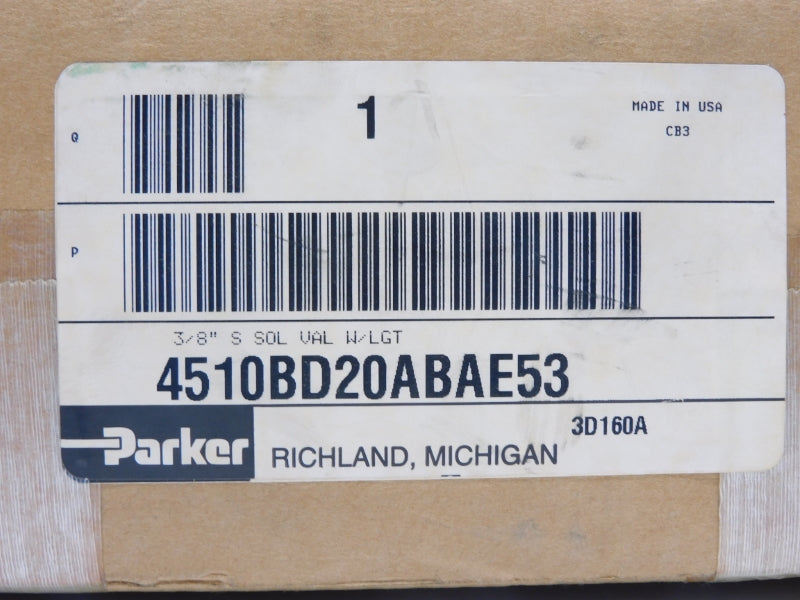 Q
1
MADE IN USA
CB3
P
3/8" S SOL VAL W/LGT
4510BD20ABAE53
3D160A
Parker
RICHLAND, MICHIGAN